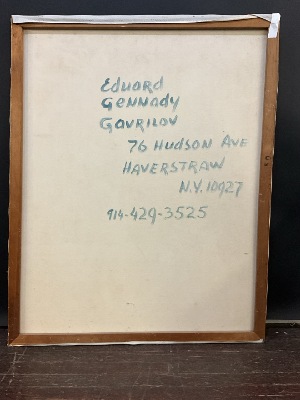 Eduard
Gennady
Gavrilov
76 Hudson Ave
Haverstraw
N.Y. 10927
914-429-3525